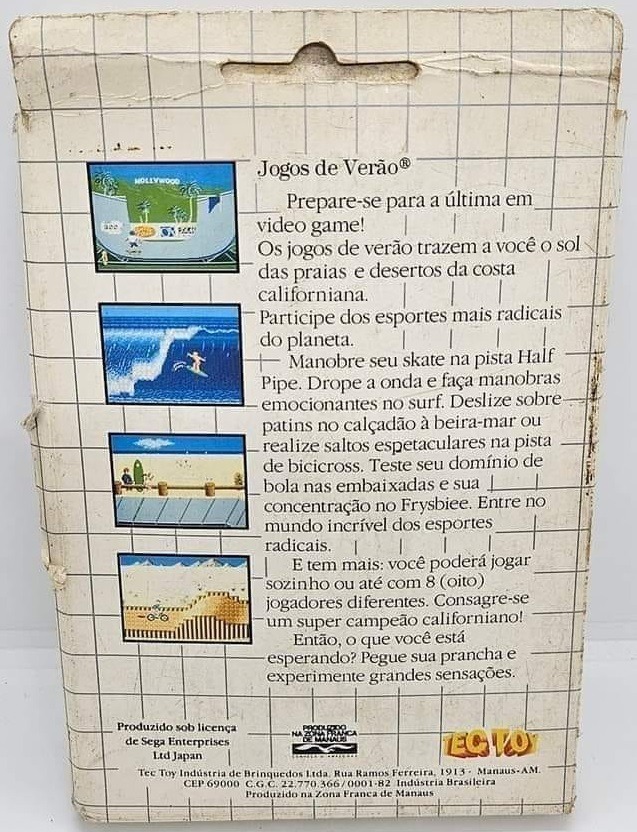 HOLLYWOOD
Jogos de Verão®
Prepare-se para a última em
video game!
Os jogos de verão trazem a você o sol
das praias e desertos da costa
californiana.
Participe dos esportes mais radicais
do planeta.
Manobre seu skate na pista Half
Pipe. Drope a onda e faça manobras
emocionantes no surf. Deslize sobre
patins no calçadão à beira-mar ou
realize saltos espetaculares na pista
de bicicross. Teste seu domínio de
bola nas embaixadas e sua
concentração no Frysbiee. Entre no
mundo incrível dos esportes
radicais.
E tem mais: você poderá jogar
sozinho ou até com 8 (oito)
jogadores diferentes. Consagre-se
um super campeão californiano!
Então, o que você está
esperando? Pegue sua prancha e
experimente grandes sensações.
Produzido sob licença
de Sega Enterprises
Ltd Japan
PRODUZIDO
NA ZONA FRANCA
DE MANAUS
TEC TOY
Tec Toy Indústria de Brinquedos Ltda. Rua Ramos Ferreira, 1913 - Manaus-AM.
CEP 69000 C.G.C. 22.770.366/0001-82 Indústria Brasileira
Produzido na Zona Franca de Manaus